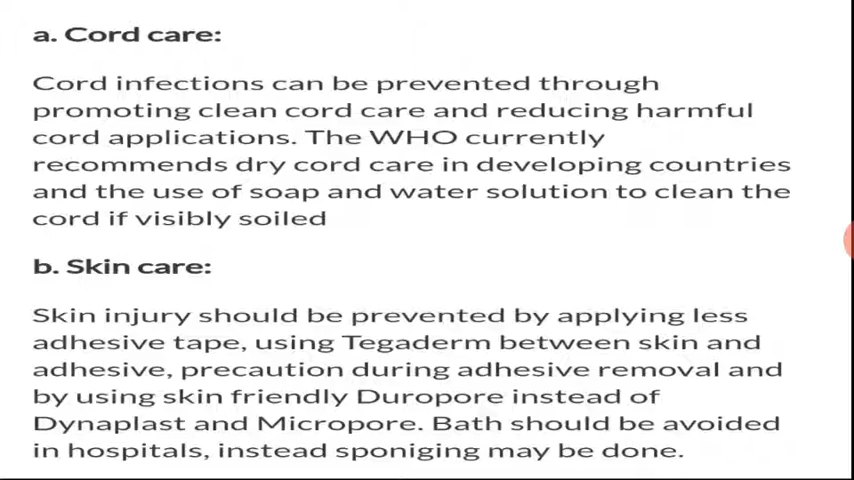 a. Cord care:
Cord infections can be prevented through
promoting clean cord care and reducing harmful
cord applications. The WHO currently
recommends dry cord care in developing countries
and the use of soap and water solution to clean the
cord if visibly soiled
b. Skin care:
Skin injury should be prevented by applying less
adhesive tape, using Tegaderm between skin and
adhesive, precaution during adhesive removal and
by using skin friendly Duropore instead of
Dynaplast and Micropore. Bath should be avoided
in hospitals, instead sponiging may be done.